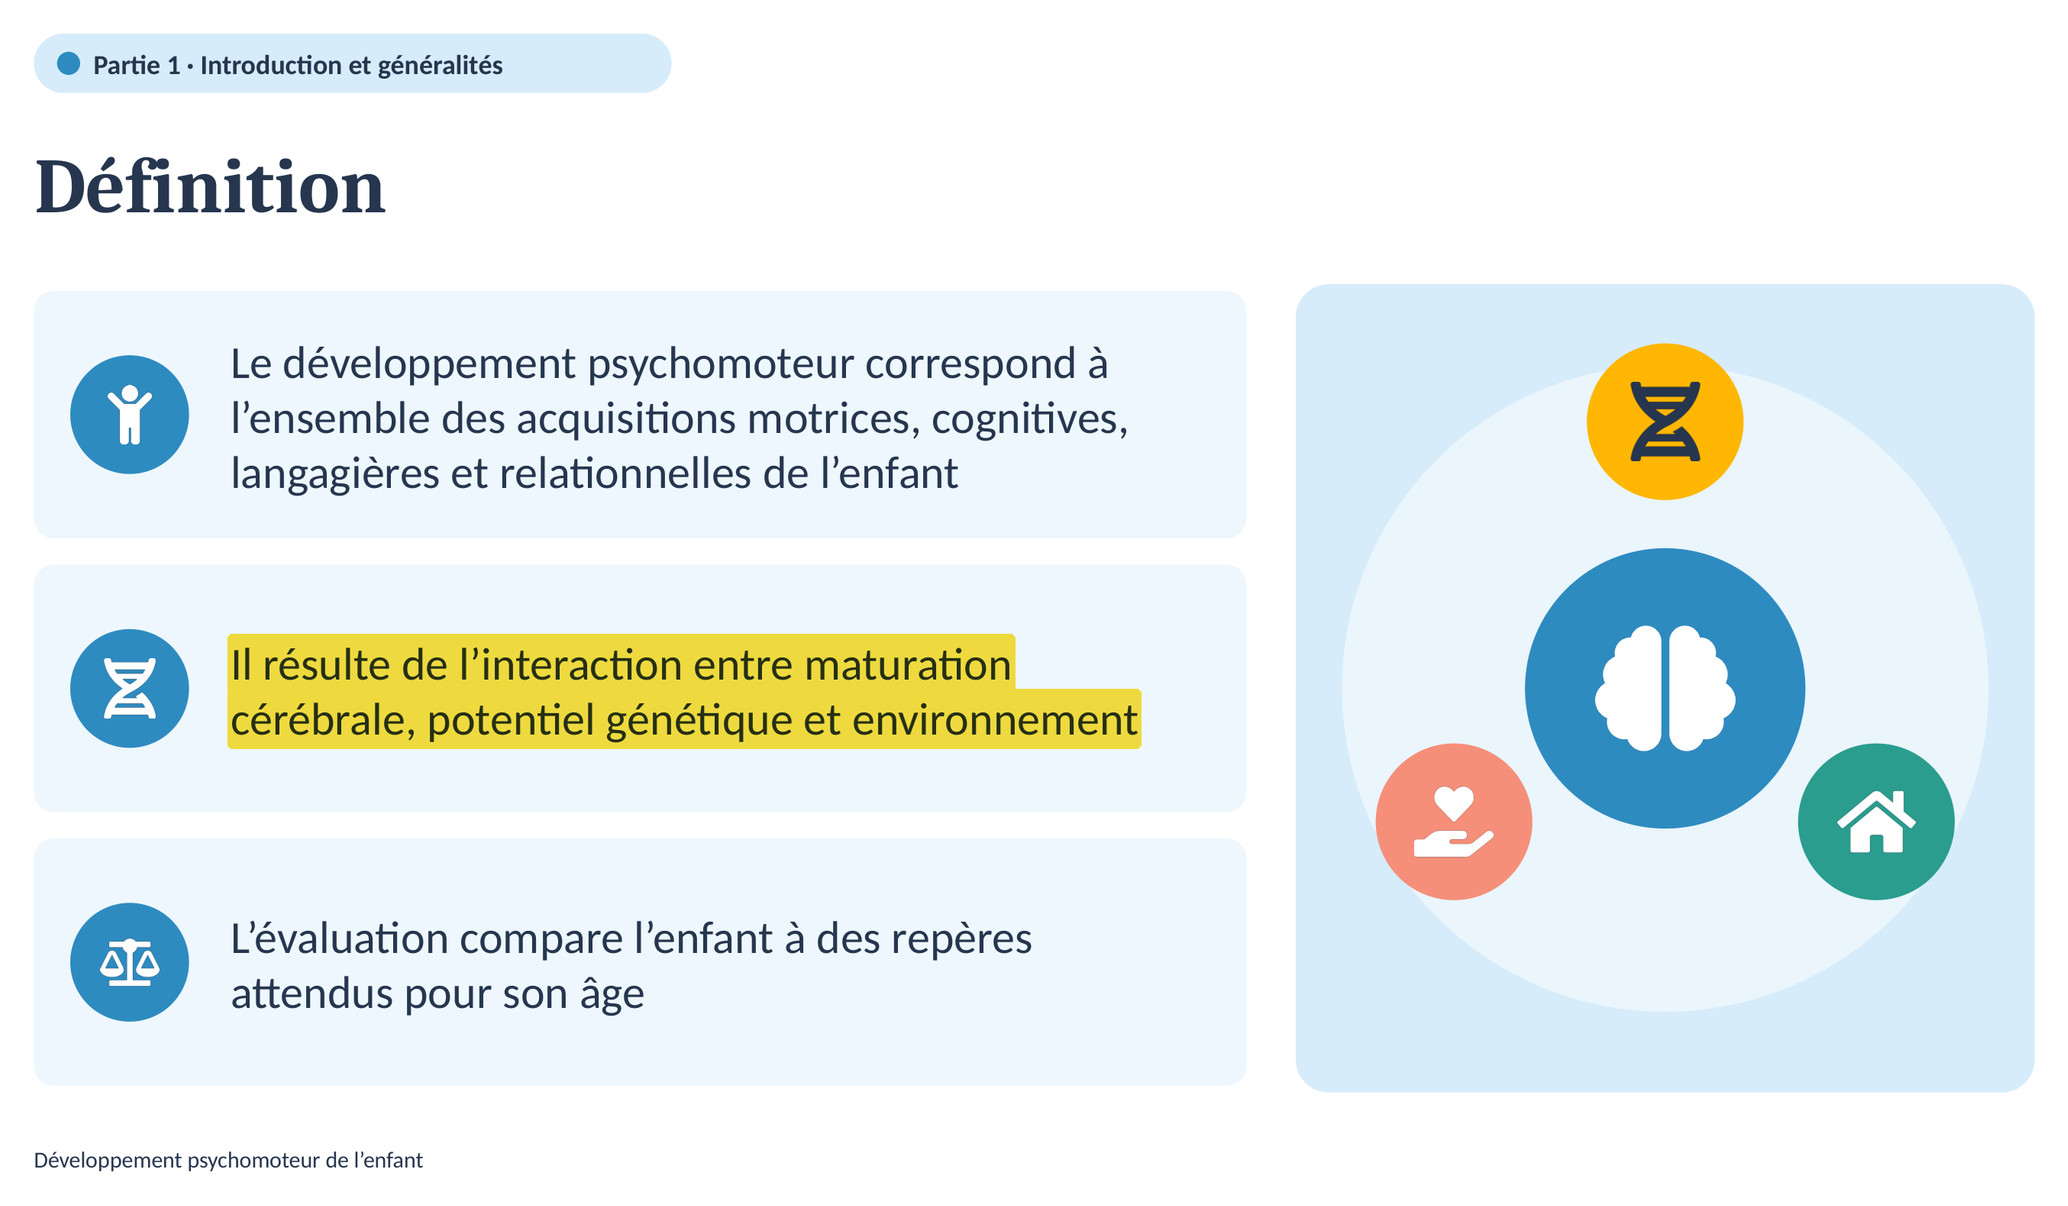 Partie 1 · Introduction et généralités
Définition
Le développement psychomoteur correspond à
l’ensemble des acquisitions motrices, cognitives,
langagières et relationnelles de l’enfant
Il résulte de l’interaction entre maturation
cérébrale, potentiel génétique et environnement
L’évaluation compare l’enfant à des repères
attendus pour son âge
Développement psychomoteur de l’enfant